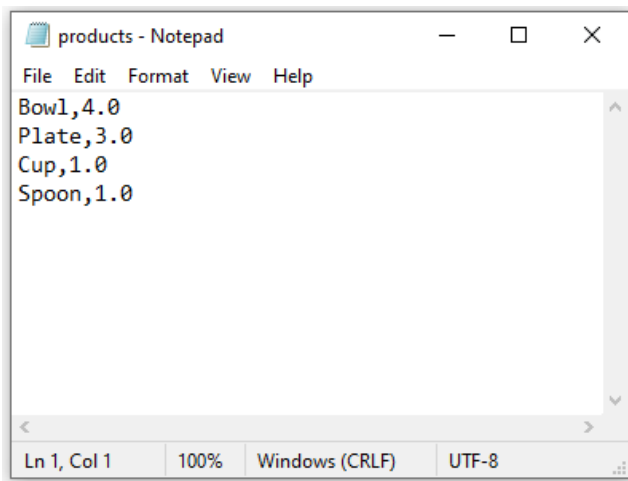 products - Notepad
File Edit Format View Help
Bowl,4.0
Plate,3.0
Cup,1.0
Spoon,1.0
Ln 1, Col 1 100% Windows (CRLF) UTF-8